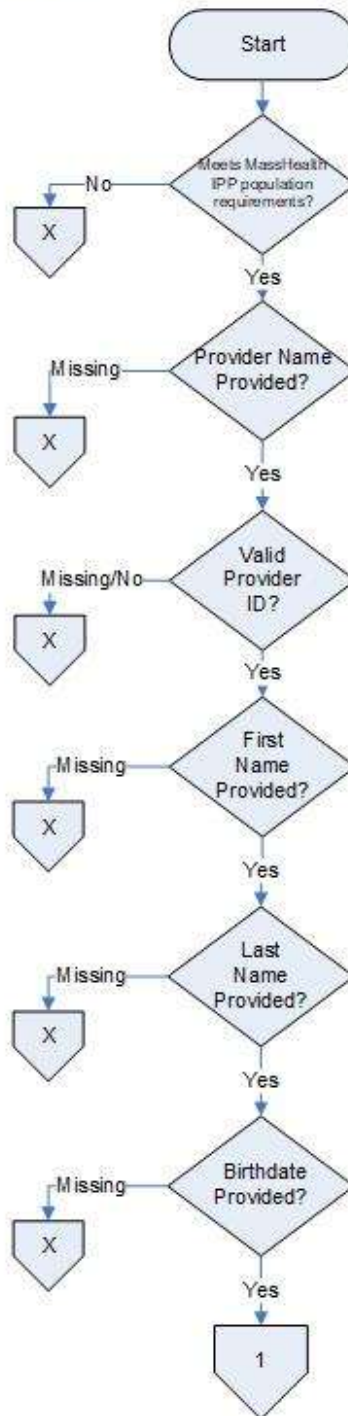 Start
Meets MassHealth
IPP population
requirements?
No
X
Yes
Provider Name
Provided?
Missing
X
Yes
Valid
Provider
ID?
Missing/No
X
Yes
First
Name
Provided?
Missing
X
Yes
Last
Name
Provided?
Missing
X
Yes
Birthdate
Provided?
Missing
X
Yes
1